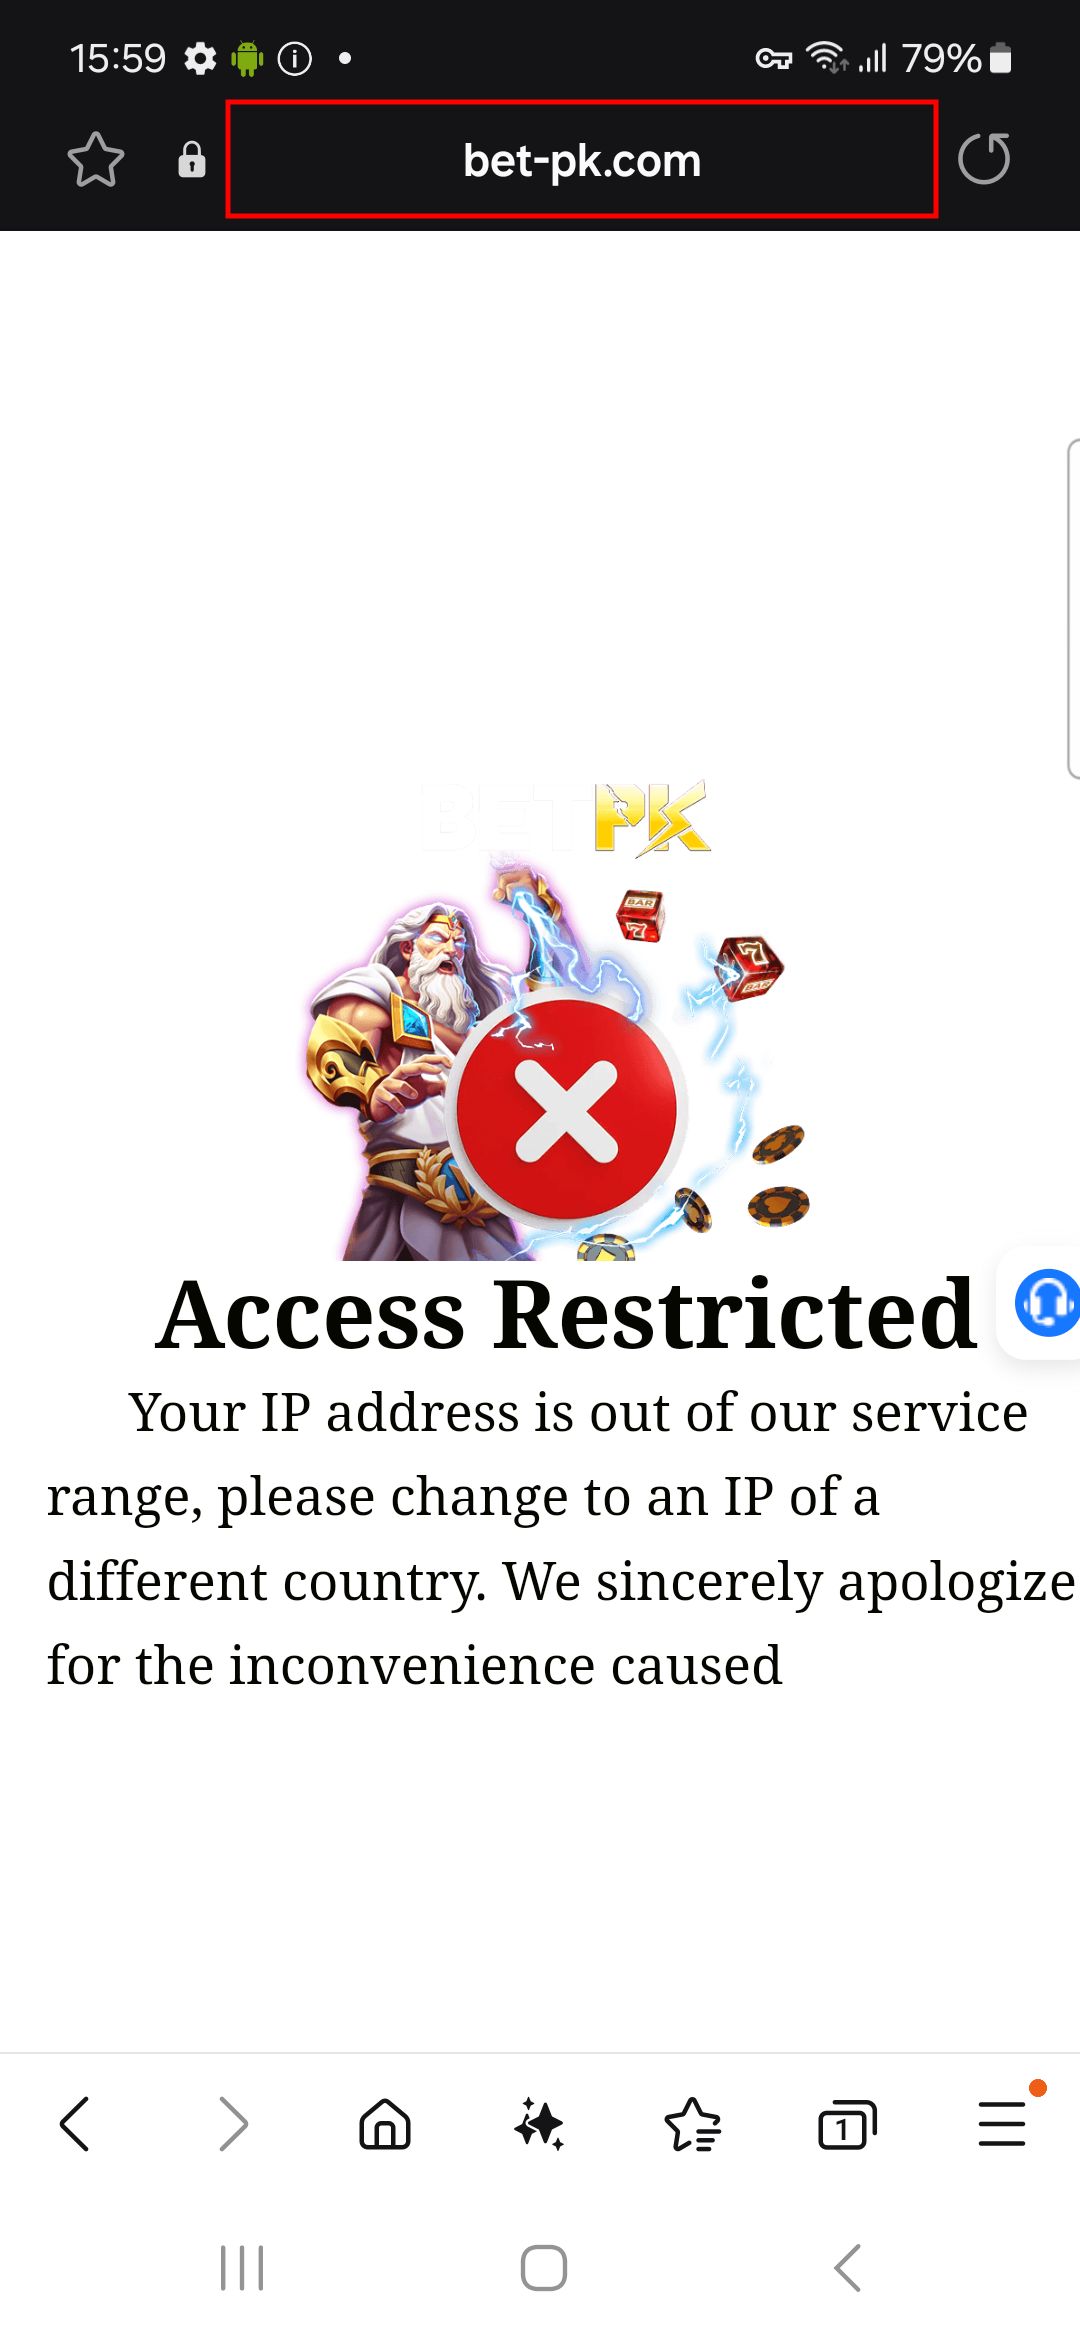 15:59
79%
bet-pk.com
BETPK
BAR
7
7
BAR
Access Restricted
Your IP address is out of our service
range, please change to an IP of a
different country. We sincerely apologize
for the inconvenience caused
1